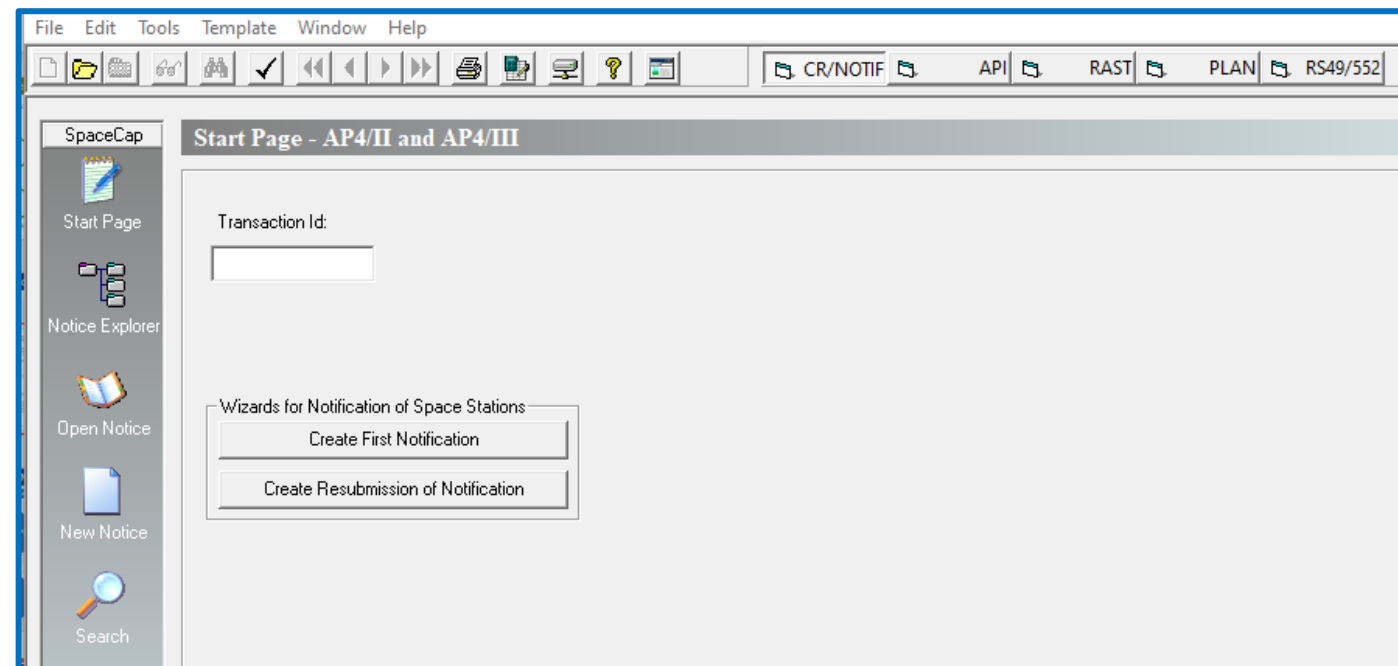 File Edit Tools Template Window Help
CR/NOTIF API RAST PLAN RS49/552
SpaceCap
Start Page - AP4/II and AP4/III
Start Page
Transaction Id:
Notice Explorer
Wizards for Notification of Space Stations
Open Notice
Create First Notification
Create Resubmission of Notification
New Notice
Search